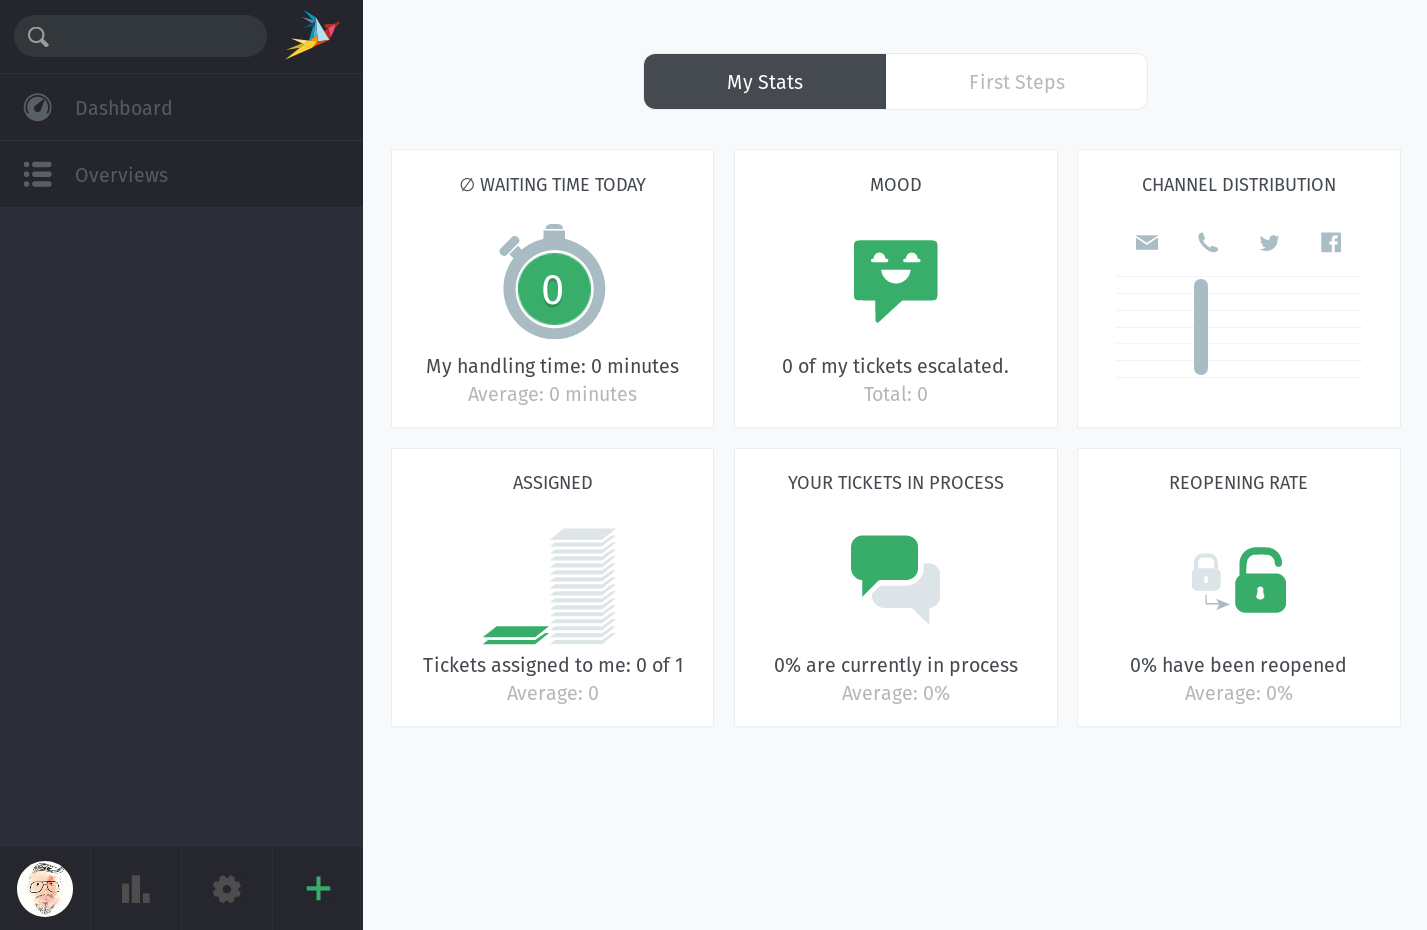 Dashboard
Overviews
My Stats
First Steps
∅ WAITING TIME TODAY
0
My handling time: 0 minutes
Average: 0 minutes
MOOD
0 of my tickets escalated.
Total: 0
CHANNEL DISTRIBUTION
ASSIGNED
Tickets assigned to me: 0 of 1
Average: 0
YOUR TICKETS IN PROCESS
0% are currently in process
Average: 0%
REOPENING RATE
0% have been reopened
Average: 0%